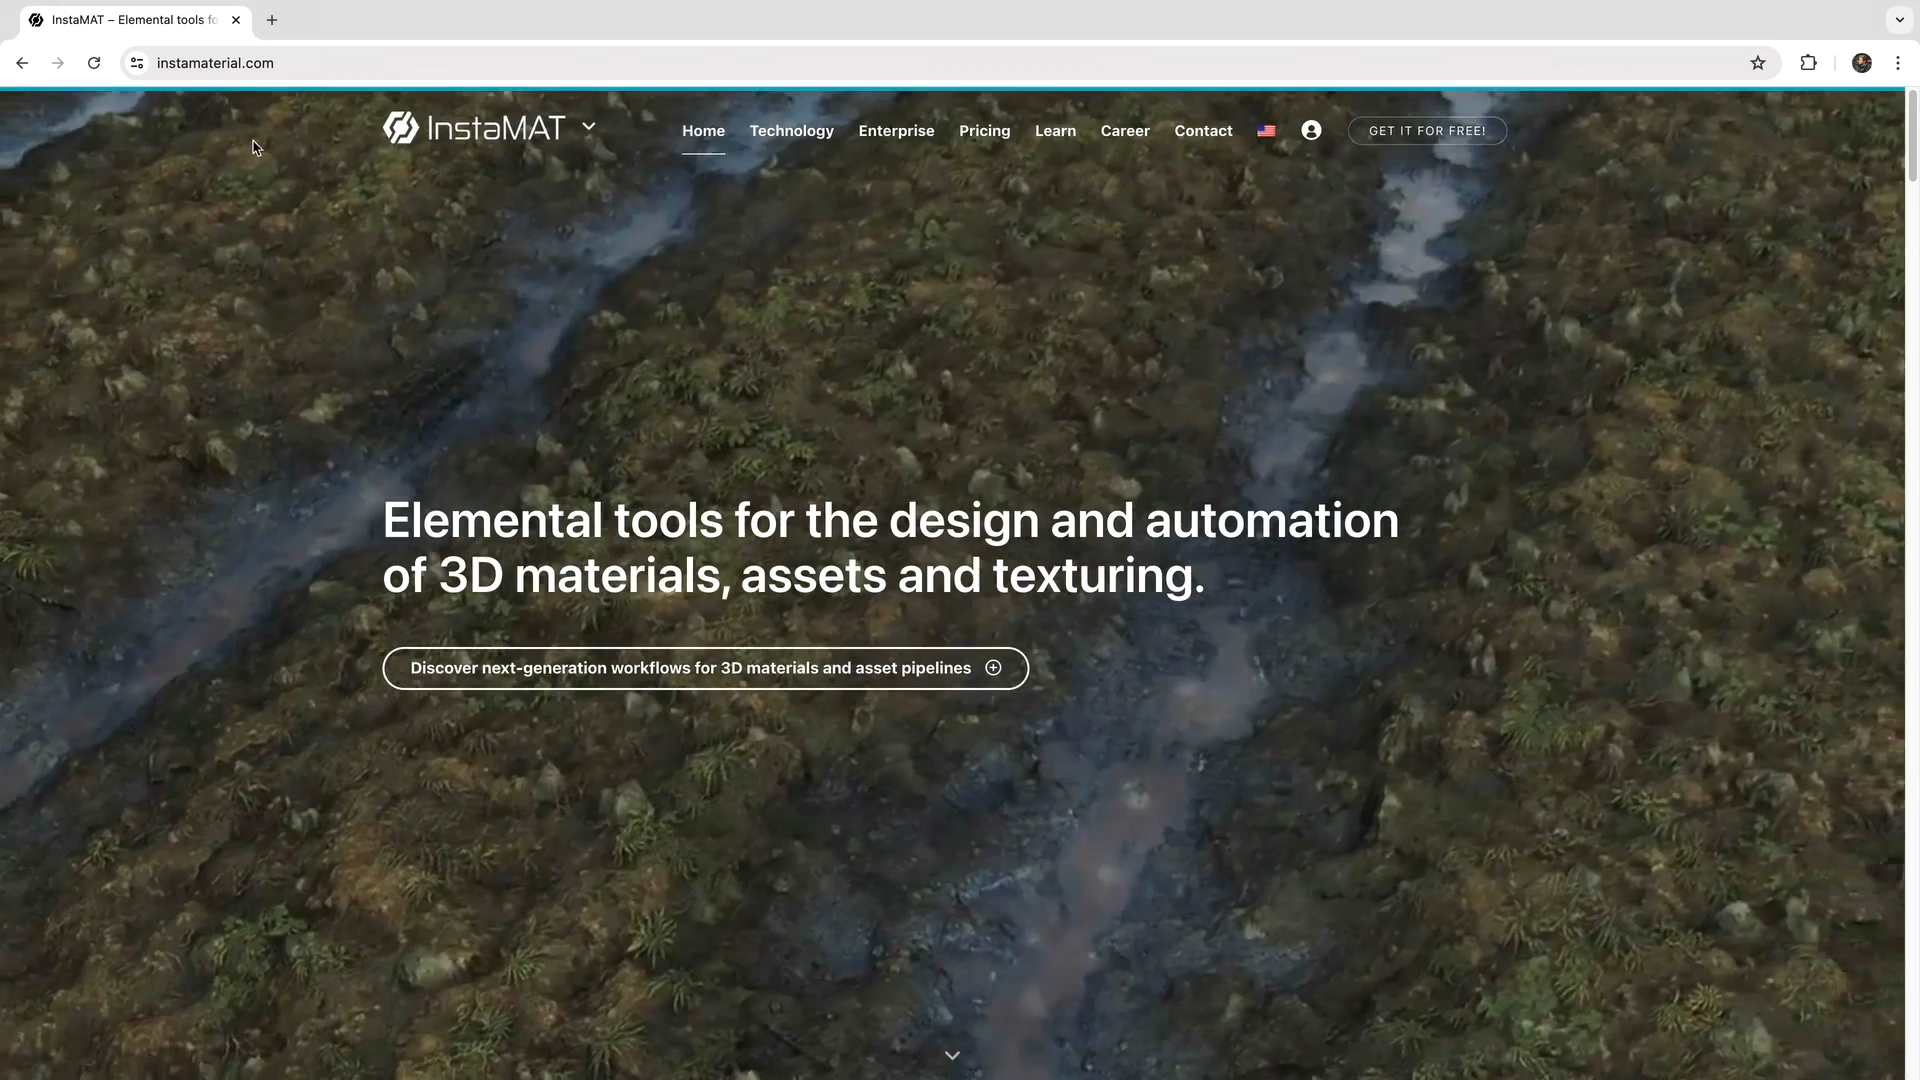 InstaMAT – Elemental tools fo
instamaterial.com
InstaMAT
Home
Technology
Enterprise
Pricing
Learn
Career
Contact
GET IT FOR FREE!
Elemental tools for the design and automation
of 3D materials, assets and texturing.
Discover next-generation workflows for 3D materials and asset pipelines